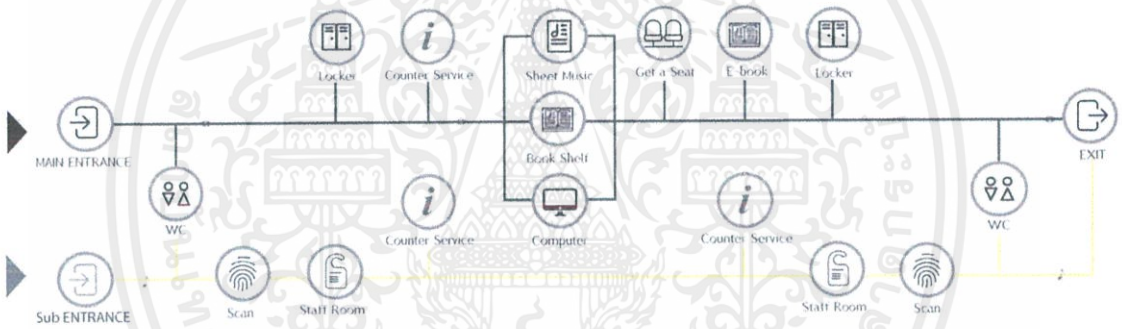 Locker
Counter Service
Sheet Music
Get a Seat
E-book
Locker
MAIN ENTRANCE
Book Shelf
EXIT
WC
Counter Service
Computer
Counter Service
WC
Sub ENTRANCE
Scan
Staff Room
Staff Room
Scan